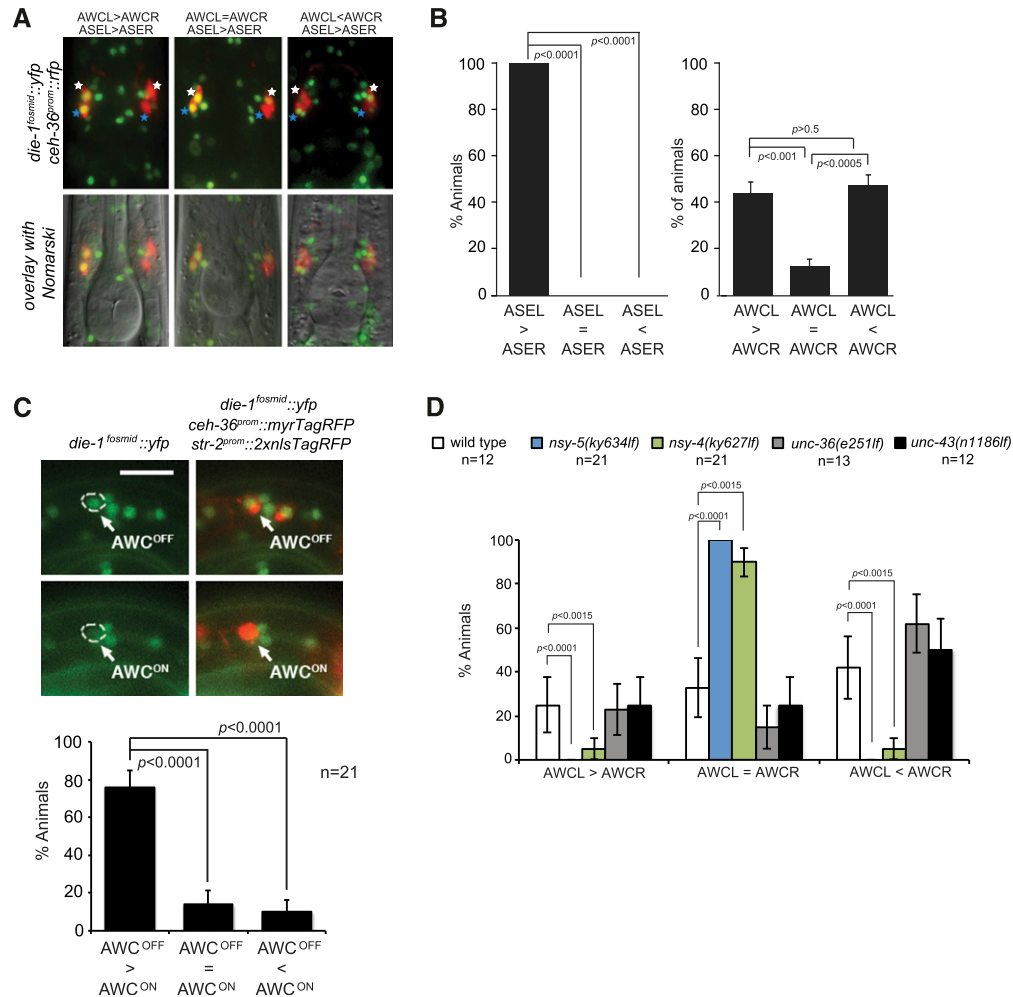 A
AWCL>AWCR AWCL=AWCR AWCL<AWCR
ASEL>ASER ASEL>ASER ASEL>ASER
die-1fosmid::yfp
ceh-36prom::rfp
overlay with
Nomarski
B
p<0.0001
p<0.0001
100
80
60
40
20
0
% Animals
ASEL ASEL ASEL
> = <
ASER ASER ASER
p>0.5
p<0.001 p<0.0005
100
80
60
40
20
0
% of animals
AWCL AWCL AWCL
> = <
AWCR AWCR AWCR
C
die-1fosmid::yfp
die-1fosmid::yfp
ceh-36prom::myrTagRFP
str-2prom::2xnlsTagRFP
AWCOFF AWCOFF
AWCON AWCON
p<0.0001
p<0.0001
n=21
100
80
60
40
20
0
% Animals
AWCOFF AWCOFF AWCOFF
> = <
AWCON AWCON AWCON
D
wild type nsy-5(ky634lf) nsy-4(ky627lf) unc-36(e251lf) unc-43(n1186lf)
n=12 n=21 n=21 n=13 n=12
p<0.0015
p<0.0001
p<0.0015
p<0.0001
p<0.0015
p<0.0001
100
80
60
40
20
0
% Animals
AWCL > AWCR AWCL = AWCR AWCL < AWCR